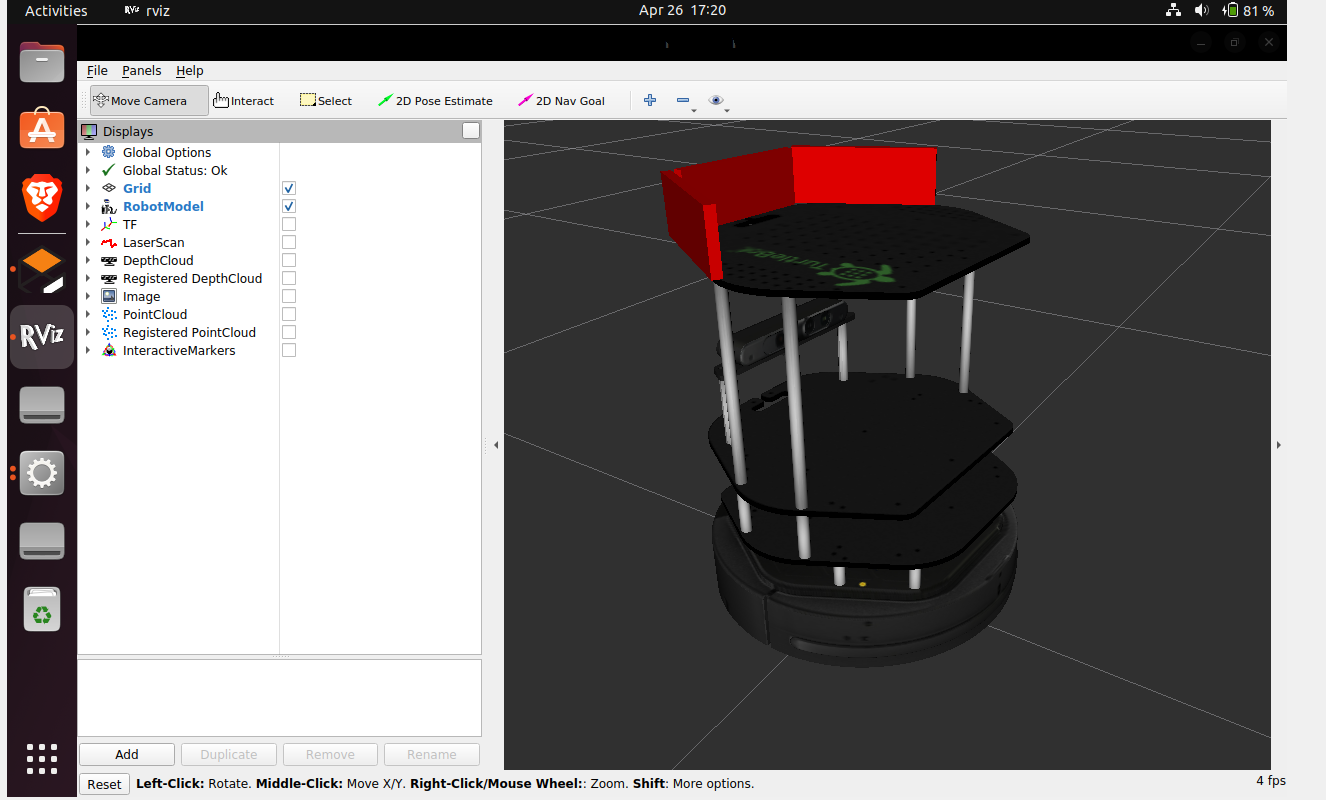 Activities
RViz rviz
Apr 26 17:20
81 %
File Panels Help
Move Camera Interact Select 2D Pose Estimate 2D Nav Goal
Displays
Global Options
Global Status: Ok
Grid
RobotModel
TF
LaserScan
DepthCloud
Registered DepthCloud
Image
PointCloud
Registered PointCloud
InteractiveMarkers
RViz
TurtleBot
Add Duplicate Remove Rename
Reset Left-Click: Rotate. Middle-Click: Move X/Y. Right-Click/Mouse Wheel:: Zoom. Shift: More options.
4 fps